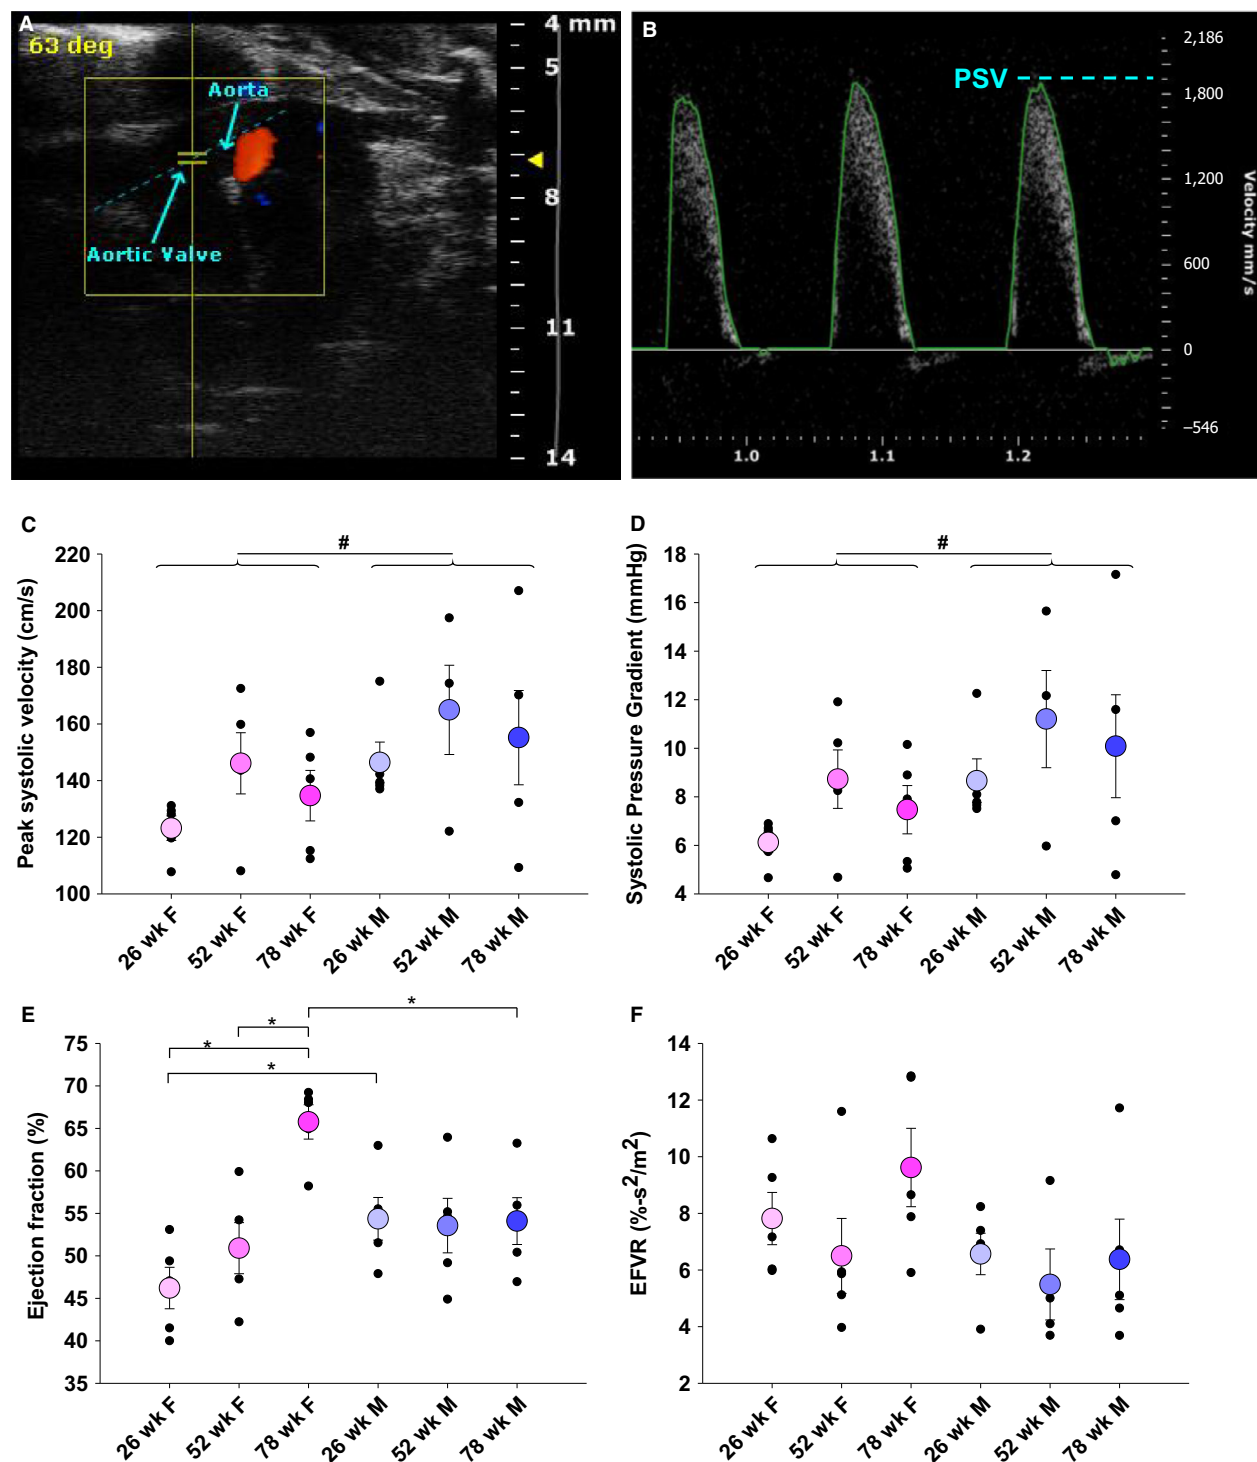 A
63 deg
Aorta
Aortic Valve
4 mm
5
8
11
14
B
PSV
2,186
1,800
1,200
600
0
–546
Velocity mm/s
1.0 1.1 1.2
C
#
Peak systolic velocity (cm/s)
220
200
180
160
140
120
100
26 wk F 52 wk F 78 wk F 26 wk M 52 wk M 78 wk M
D
#
Systolic Pressure Gradient (mmHg)
18
16
14
12
10
8
6
4
26 wk F 52 wk F 78 wk F 26 wk M 52 wk M 78 wk M
E
*
*
*
*
Ejection fraction (%)
75
70
65
60
55
50
45
40
35
26 wk F 52 wk F 78 wk F 26 wk M 52 wk M 78 wk M
F
EFVR (%-s²/m²)
14
12
10
8
6
4
2
26 wk F 52 wk F 78 wk F 26 wk M 52 wk M 78 wk M